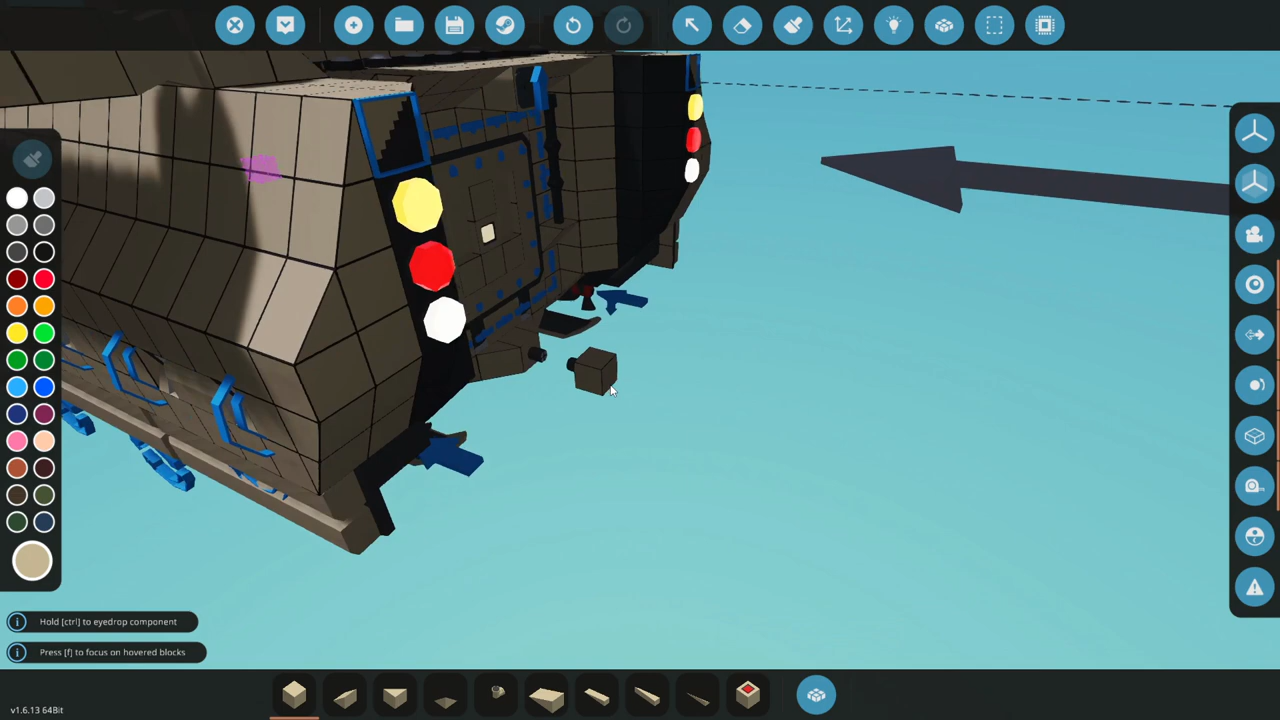 Hold [ctrl] to eyedrop component
Press [f] to focus on hovered blocks
v1.6.13 64Bit